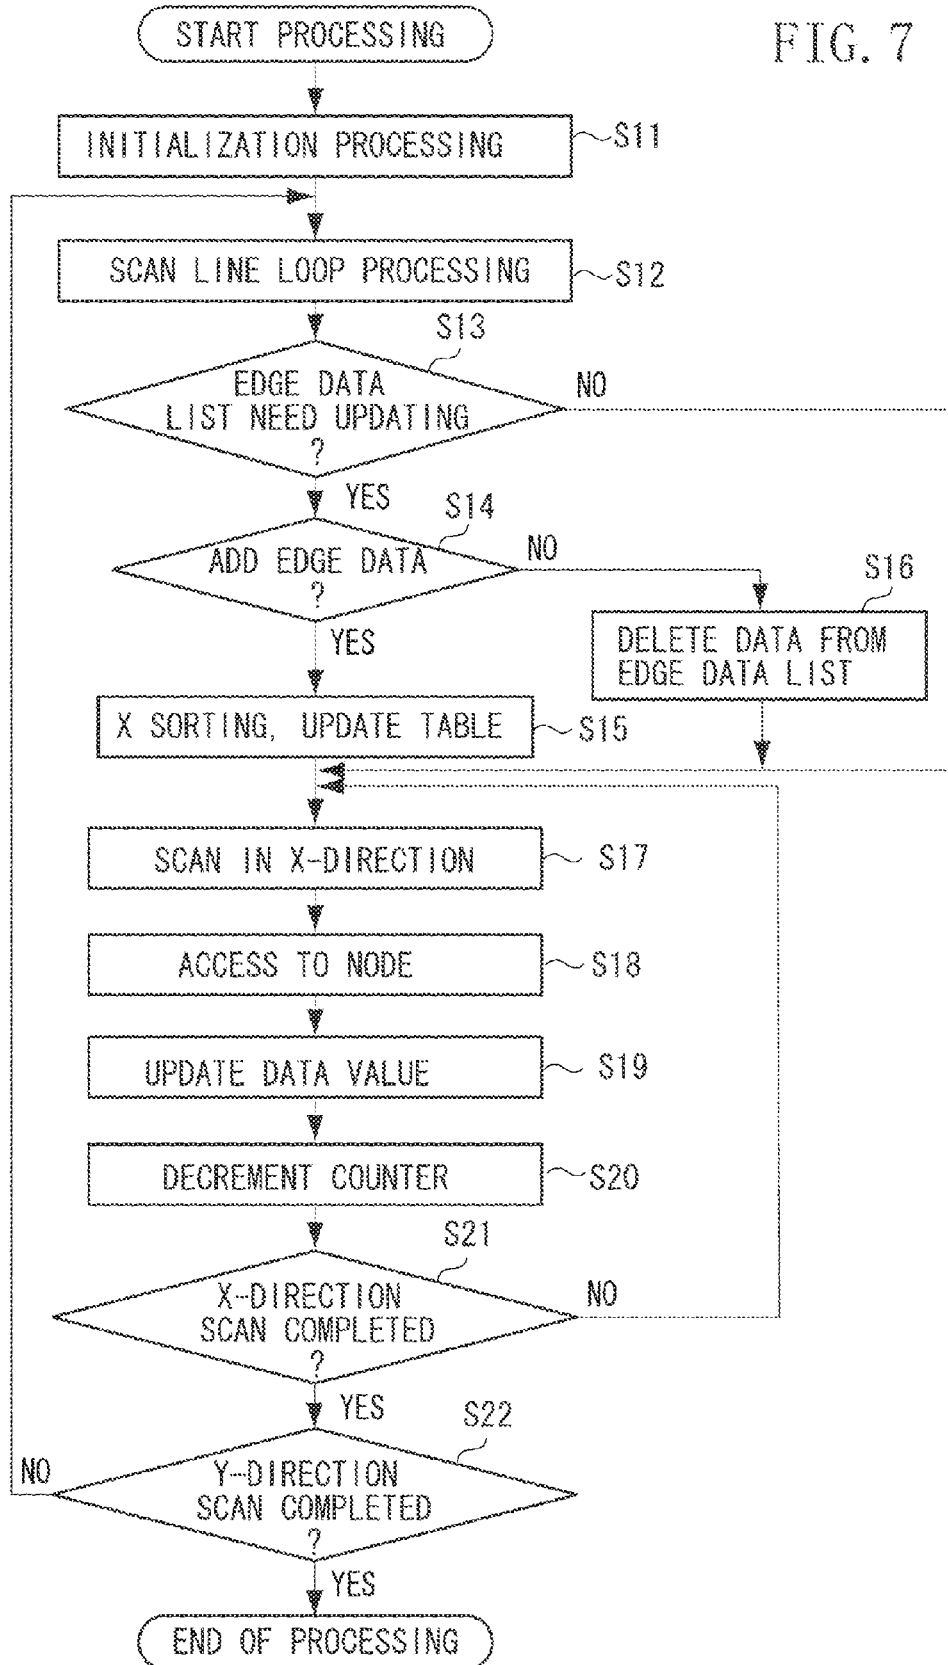 START PROCESSING
FIG. 7
INITIALIZATION PROCESSING
S11
SCAN LINE LOOP PROCESSING
S12
S13
EDGE DATA
LIST NEED UPDATING
?
NO
YES
S14
ADD EDGE DATA
?
NO
YES
S16
DELETE DATA FROM
EDGE DATA LIST
X SORTING, UPDATE TABLE
S15
SCAN IN X-DIRECTION
S17
ACCESS TO NODE
S18
UPDATE DATA VALUE
S19
DECREMENT COUNTER
S20
S21
X-DIRECTION
SCAN COMPLETED
?
NO
YES
S22
Y-DIRECTION
SCAN COMPLETED
?
NO
YES
END OF PROCESSING